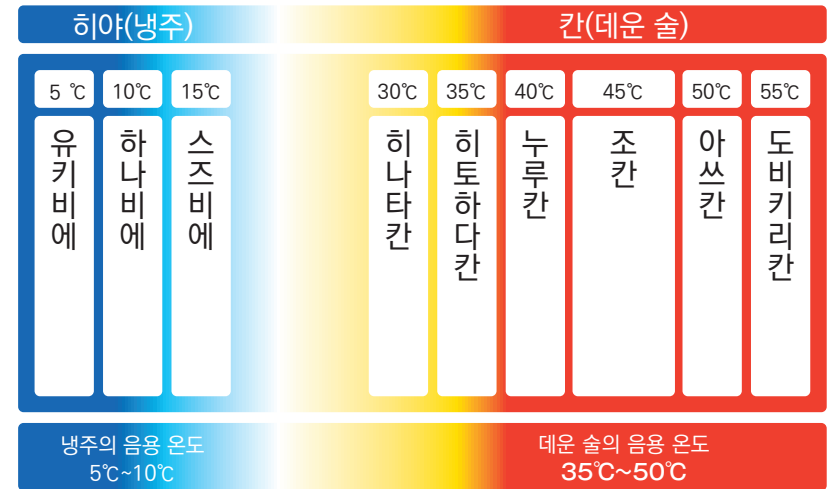 히야(냉주)
칸(데운 술)
5 ℃
10℃
15℃
30℃
35℃
40℃
45℃
50℃
55℃
유키비에
하나비에
스즈비에
히나타칸
히토하다칸
누루칸
조칸
아쓰칸
도비키리칸
냉주의 음용 온도
5℃~10℃
데운 술의 음용 온도
35℃~50℃